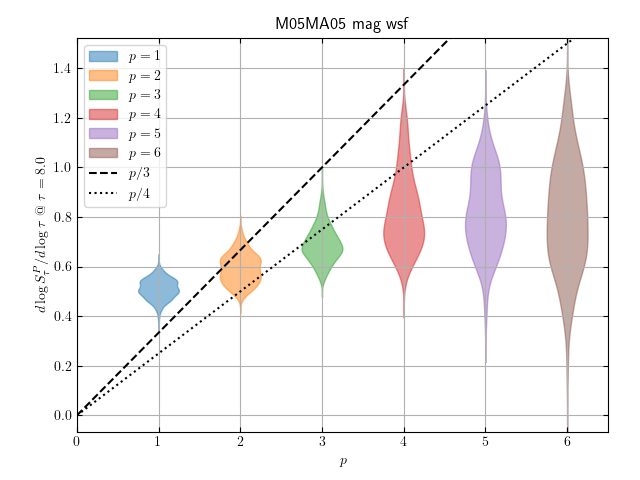 M05MA05 mag wsf
p = 1
p = 2
p = 3
p = 4
p = 5
p = 6
p/3
p/4
d log S_τ^P / d log τ @ τ = 8.0
1.4
1.2
1.0
0.8
0.6
0.4
0.2
0.0
0 1 2 3 4 5 6
p